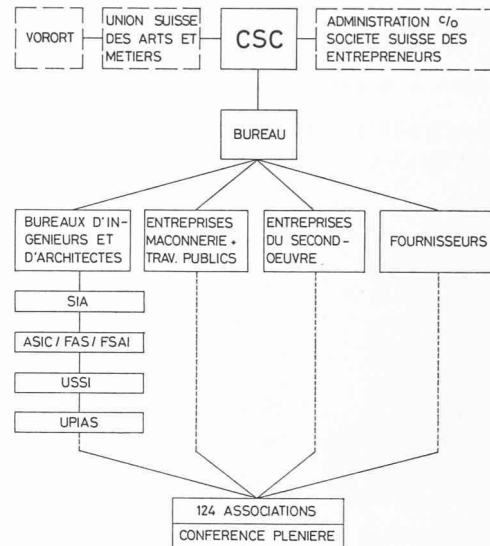 VORORT
UNION SUISSE
DES ARTS ET
METIERS
CSC
ADMINISTRATION c/o
SOCIETE SUISSE DES
ENTREPRENEURS
BUREAU
BUREAUX D'IN-
GENIEURS ET
D'ARCHITECTES
ENTREPRISES
MACONNERIE +
TRAV. PUBLICS
ENTREPRISES
DU SECOND-
OEUVRE
FOURNISSEURS
SIA
ASIC / FAS / FSAI
USSI
UPIAS
124 ASSOCIATIONS
CONFERENCE PLENIERE